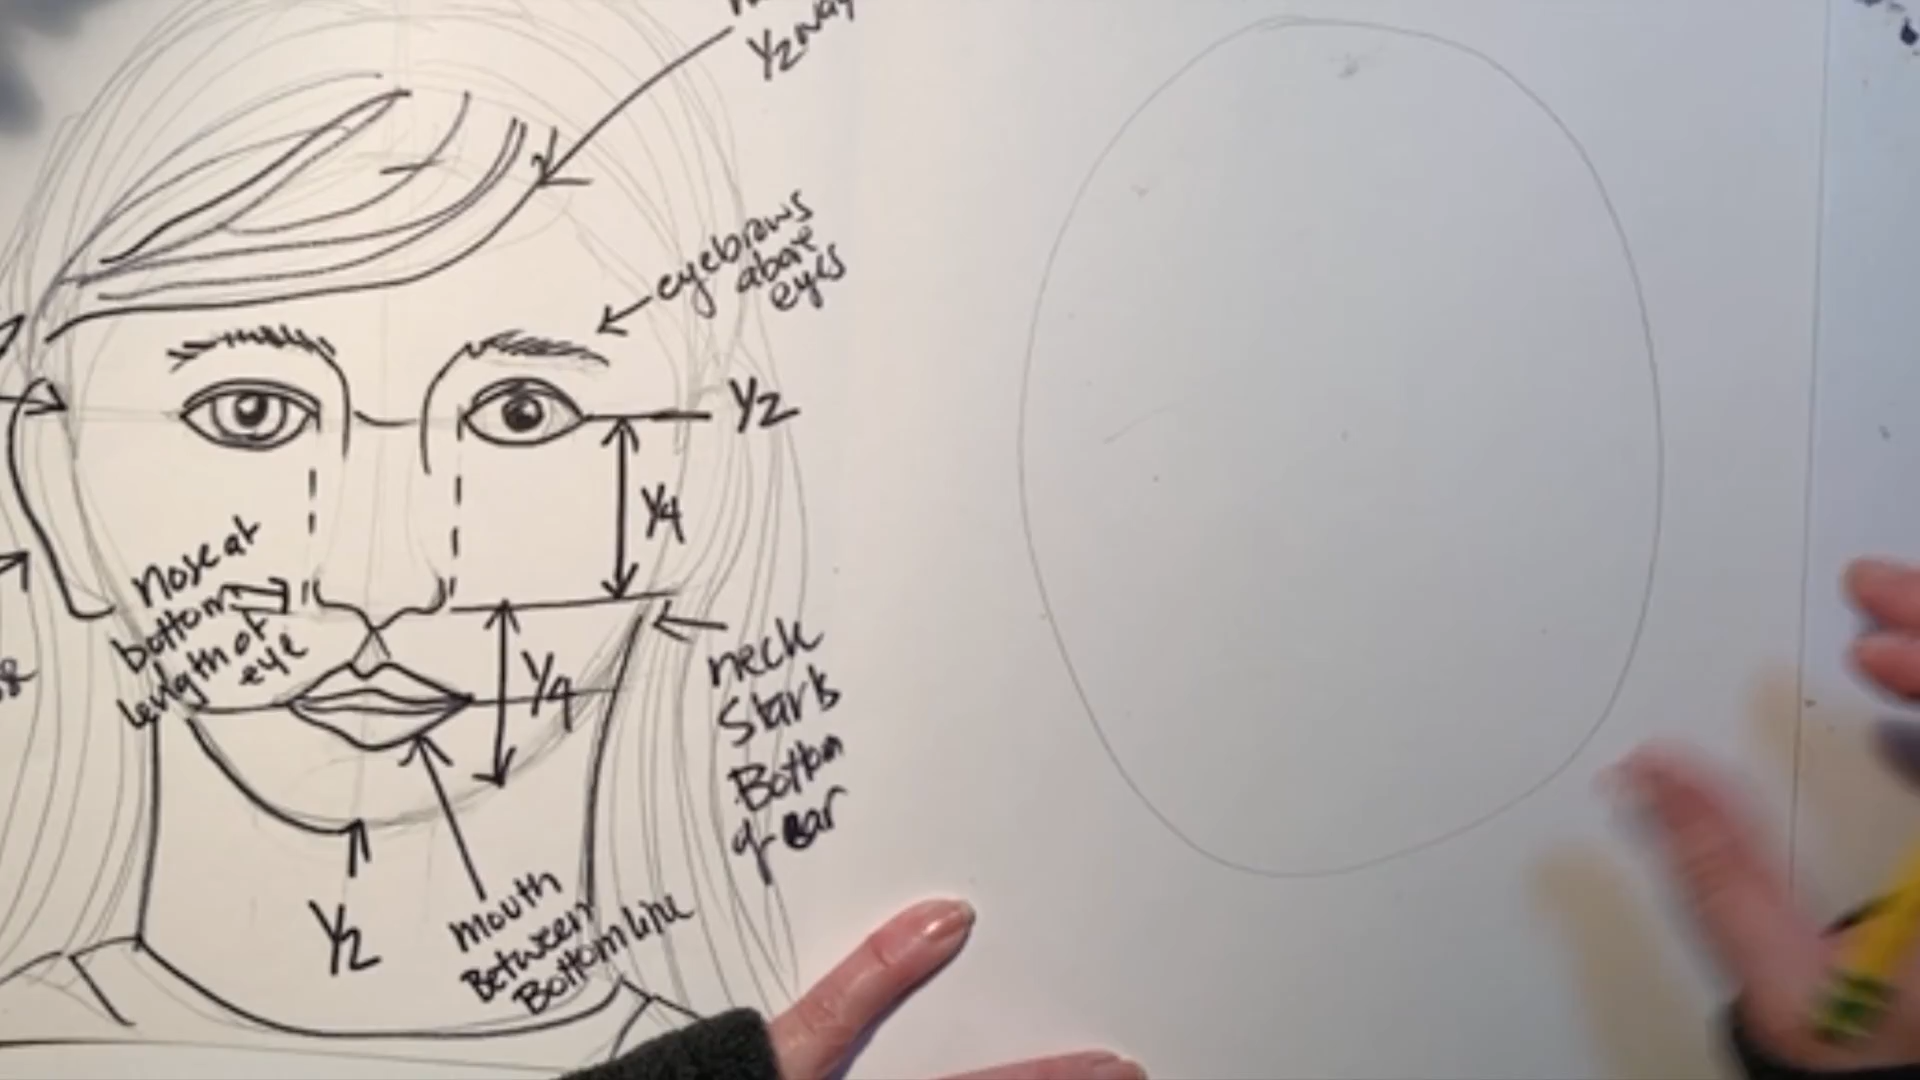 1/2 way
eyebrows
above
eyes
1/2
1/4
Nose at
bottom
length of
eye
1/4
neck
Starts
Bottom
of ear
1/2
mouth
Between
Bottom line